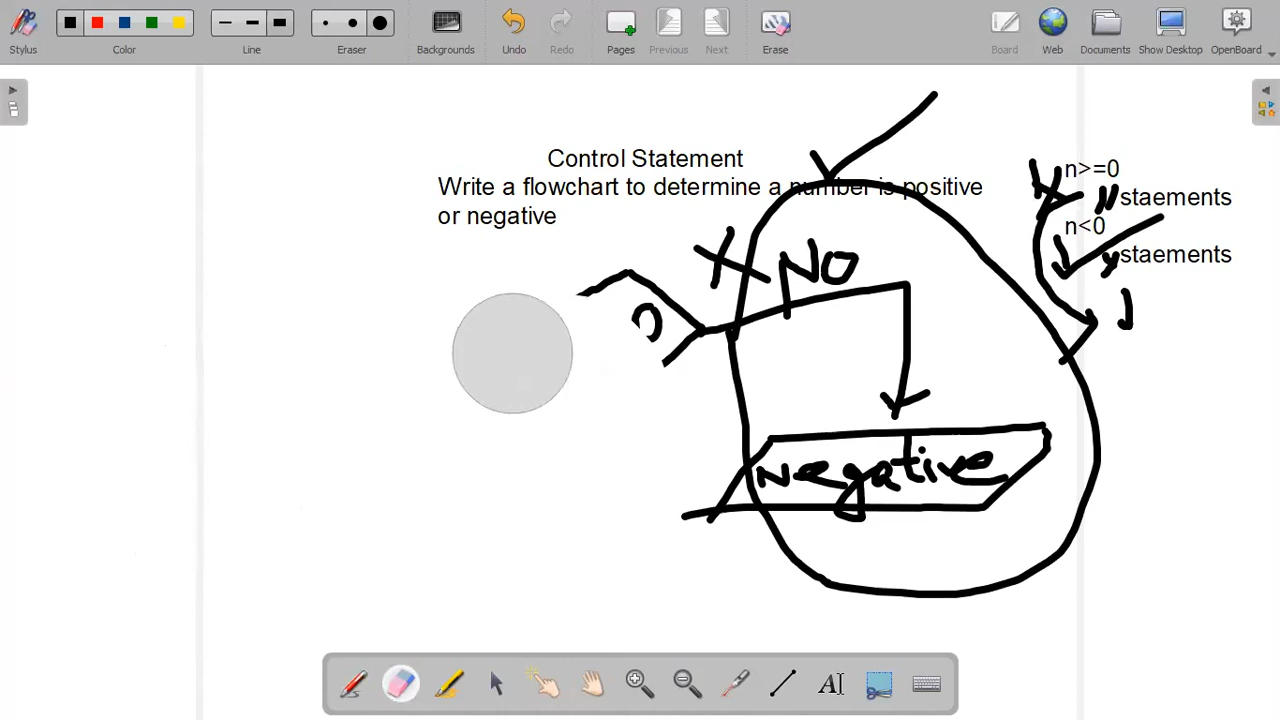 Stylus Color Line Eraser Backgrounds Undo Redo Pages Previous Next Erase Board Web Documents Show Desktop OpenBoard
Control Statement
Write a flowchart to determine a number is positive
or negative
n>=0
staements
n<0
staements
NO
Negative